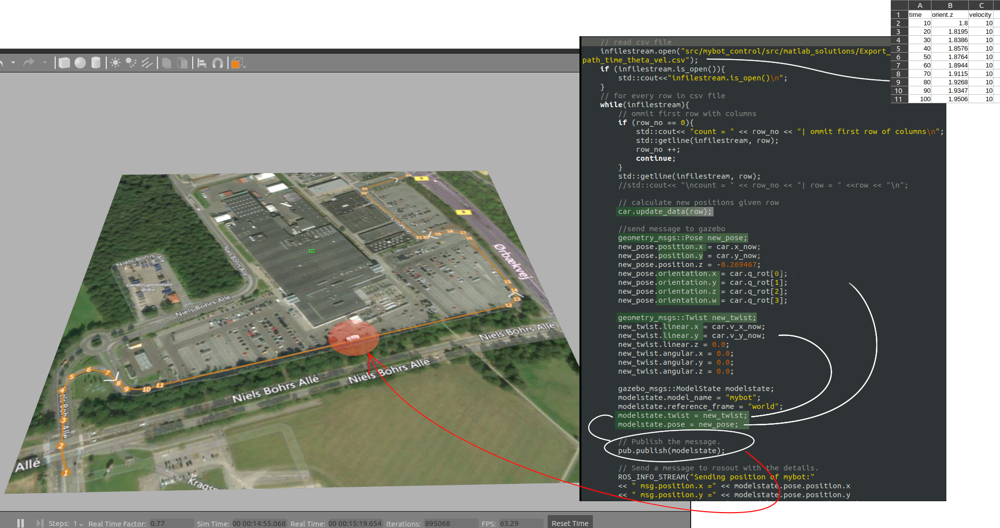 A B C
1 time orient.z velocity
2 10 1.8 10
3 20 1.8195 10
4 30 1.8386 10
5 40 1.8576 10
6 50 1.8764 10
7 60 1.8944 10
8 70 1.9115 10
9 80 1.9268 10
10 90 1.9347 10
11 100 1.9506 10
// read csv file
infilestream.open("src/mybot_control/src/matlab_solutions/Export_
path_time_theta_vel.csv");
if (infilestream.is_open()){
std::cout<<"infilestream.is_open()\n";
}
// for every row in csv file
while(infilestream){
// ommit first row with columns
if (row_no == 0){
std::cout<< "count = " << row_no << "| ommit first row of columns\n";
std::getline(infilestream, row);
row_no ++;
continue;
}
std::getline(infilestream, row);
//std::cout<< "\ncount = " << row_no << "| row = " <<row << "\n";
// calculate new positions given row
car.update_data(row);
//send message to gazebo
geometry_msgs::Pose new_pose;
new_pose.position.x = car.x_now;
new_pose.position.y = car.y_now;
new_pose.position.z = -0.269467;
new_pose.orientation.x = car.q_rot[0];
new_pose.orientation.y = car.q_rot[1];
new_pose.orientation.z = car.q_rot[2];
new_pose.orientation.w = car.q_rot[3];
geometry_msgs::Twist new_twist;
new_twist.linear.x = car.v_x_now;
new_twist.linear.y = car.v_y_now;
new_twist.linear.z = 0.0;
new_twist.angular.x = 0.0;
new_twist.angular.y = 0.0;
new_twist.angular.z = 0.0;
gazebo_msgs::ModelState modelstate;
modelstate.model_name = "mybot";
modelstate.reference_frame = "world";
modelstate.twist = new_twist;
modelstate.pose = new_pose;
// Publish the message.
pub.publish(modelstate);
// Send a message to rosout with the details.
ROS_INFO_STREAM("Sending position of mybot:"
<< " msg.position.x =" << modelstate.pose.position.x
<< " msg.position.y =" << modelstate.pose.position.y
9
23
22
9
Ørbækvej
23 20 19 18 17
16
Niels Bohrs Allé
Niels Bohrs Allé
Ørbækvej
Genbrugsstation
Bilka
15
14
13
12
Niels Bohrs Allé
Niels Bohrs Allé
Niels Bohrs Allé
Niels Bohrs Allé
5
6
7
8
9
10
11
4
Niels Bohrs Allé
3
2
1
Allé
Steps: 1 Real Time Factor: 0.77 Sim Time: 00 00:14:55.068 Real Time: 00 00:15:19.654 Iterations: 895068 FPS: 63.29 Reset Time